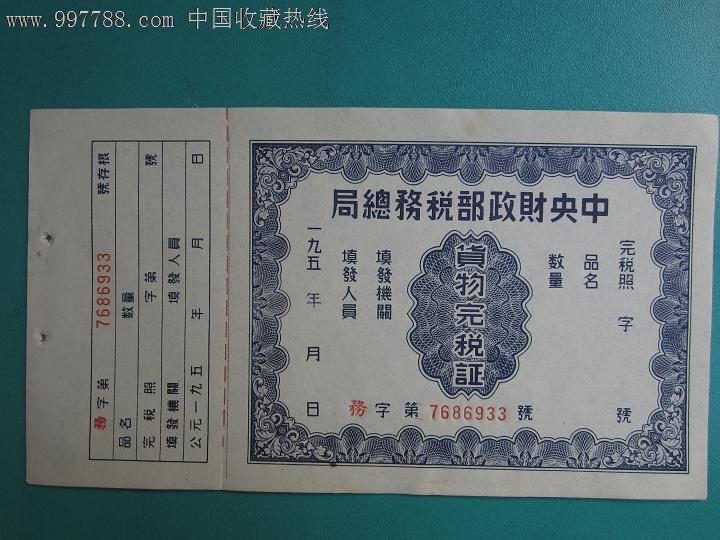 www.997788.com 中国收藏热线
局總務税部政財央中
完税照 字 號
品名
數量
貨物完税証
填發機關
填發人員
一九五 年 月 日
務字第 7686933 號
務字第 7686933 號存根
品名 數量
完税照 字第 號
填發機關 填發人員
公元一九五 年 月 日